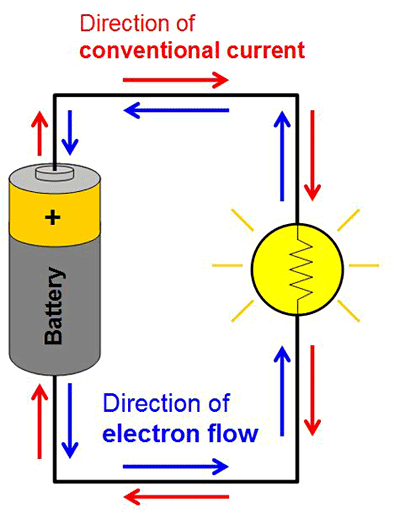 Direction of
conventional current
+
Battery
Direction of
electron flow